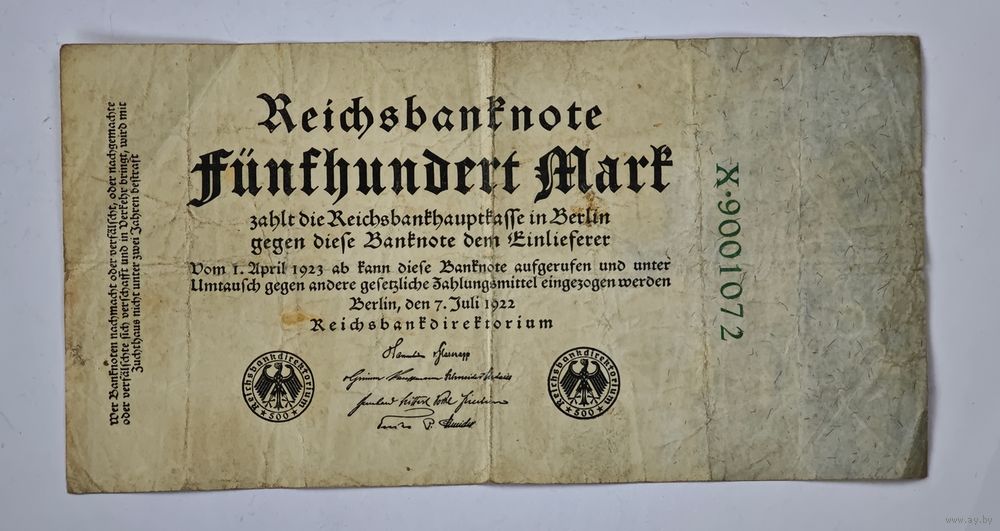 Reichsbanknote
Fünfhundert Mark
zahlt die Reichsbankhauptkasse in Berlin
gegen diese Banknote dem Einlieferer
Vom 1. April 1923 ab kann diese Banknote aufgerufen und unter
Umtausch gegen andere gesetzliche Zahlungsmittel eingezogen werden
Berlin, den 7. Juli 1922
Reichsbankdirektorium
Wer Banknoten nachmacht oder verfälscht, oder nachgemachte
oder verfälschte sich verschafft und in Verkehr bringt, wird mit
Zuchthaus nicht unter zwei Jahren bestraft
X·9001072
Reichsbankdirektorium
*500*
Reichsbankdirektorium
*500*
www.ay.by